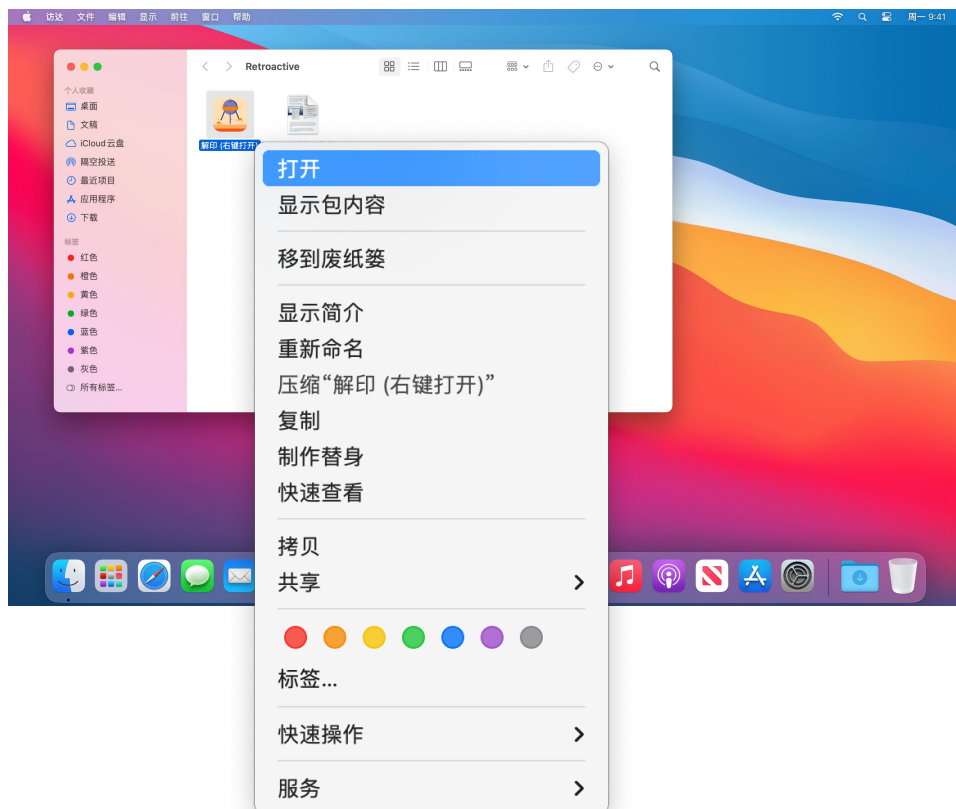 访达 文件 编辑 显示 前往 窗口 帮助
周一 9:41
Retroactive
个人收藏
桌面
文稿
iCloud 云盘
隔空投送
最近项目
应用程序
下载
标签
红色
橙色
黄色
绿色
蓝色
紫色
灰色
所有标签...
解印 (右键打开)
打开
显示包内容
移到废纸篓
显示简介
重新命名
压缩“解印 (右键打开)”
复制
制作替身
快速查看
拷贝
共享
标签...
快速操作
服务